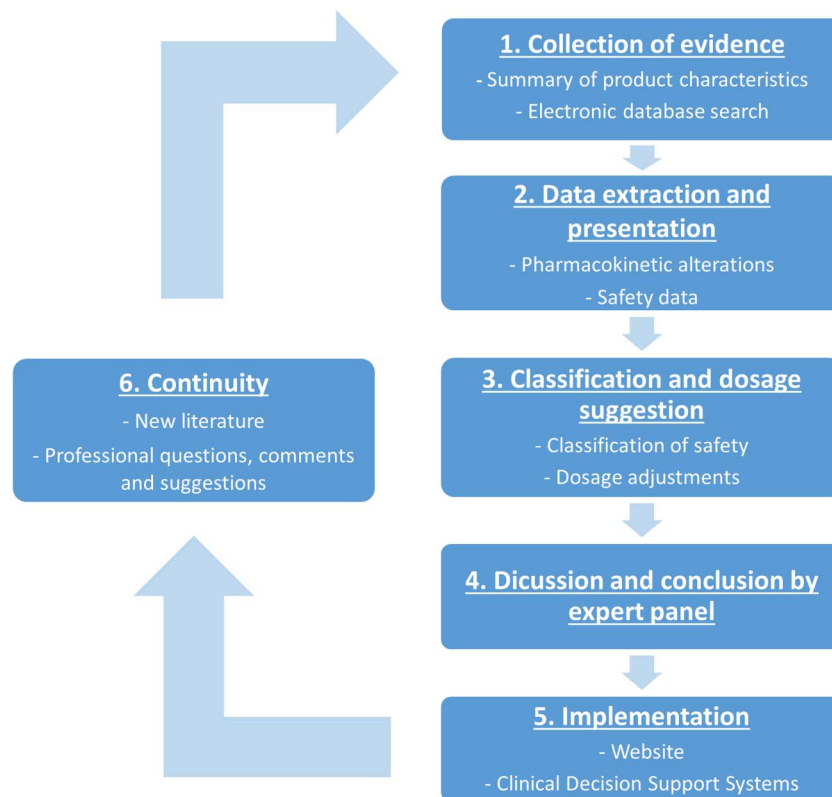 1. Collection of evidence
- Summary of product characteristics
- Electronic database search
2. Data extraction and
presentation
- Pharmacokinetic alterations
- Safety data
3. Classification and dosage
suggestion
- Classification of safety
- Dosage adjustments
4. Dicussion and conclusion by
expert panel
5. Implementation
- Website
- Clinical Decision Support Systems
6. Continuity
- New literature
- Professional questions, comments
and suggestions